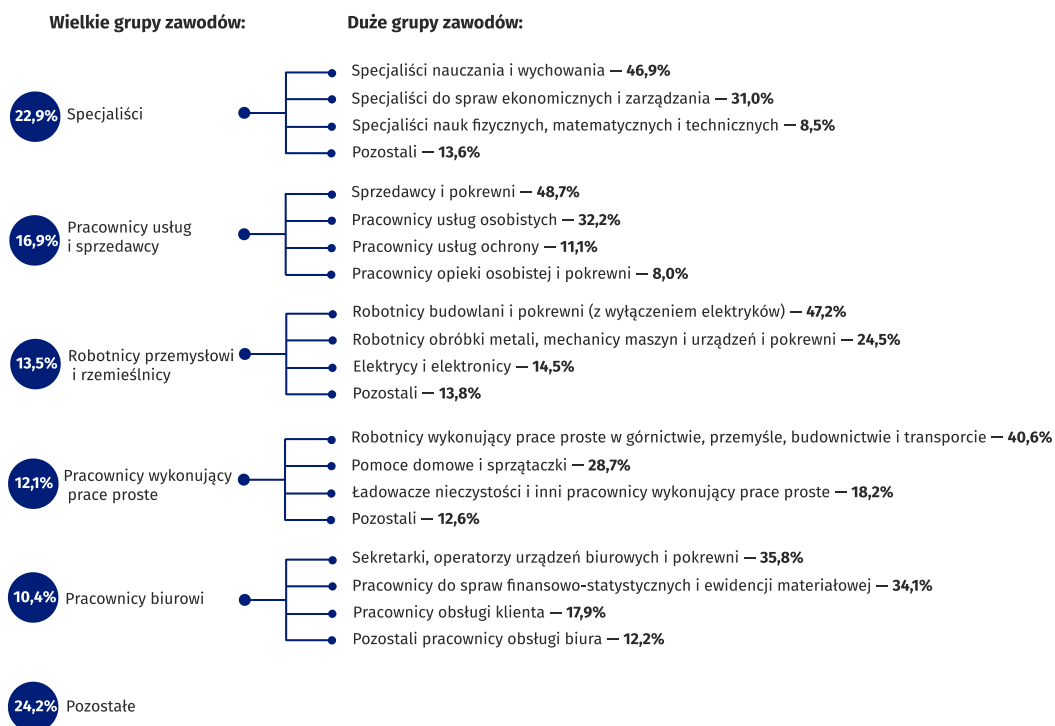 Wielkie grupy zawodów:
Duże grupy zawodów:
22,9% Specjaliści
Specjaliści nauczania i wychowania — 46,9%
Specjaliści do spraw ekonomicznych i zarządzania — 31,0%
Specjaliści nauk fizycznych, matematycznych i technicznych — 8,5%
Pozostali — 13,6%
16,9% Pracownicy usług
i sprzedawcy
Sprzedawcy i pokrewni — 48,7%
Pracownicy usług osobistych — 32,2%
Pracownicy usług ochrony — 11,1%
Pracownicy opieki osobistej i pokrewni — 8,0%
13,5% Robotnicy przemysłowi
i rzemieślnicy
Robotnicy budowlani i pokrewni (z wyłączeniem elektryków) — 47,2%
Robotnicy obróbki metali, mechanicy maszyn i urządzeń i pokrewni — 24,5%
Elektrycy i elektronicy — 14,5%
Pozostali — 13,8%
12,1% Pracownicy wykonujący
prace proste
Robotnicy wykonujący prace proste w górnictwie, przemyśle, budownictwie i transporcie — 40,6%
Pomoce domowe i sprzątaczki — 28,7%
Ładowacze nieczystości i inni pracownicy wykonujący prace proste — 18,2%
Pozostali — 12,6%
10,4% Pracownicy biurowi
Sekretarki, operatorzy urządzeń biurowych i pokrewni — 35,8%
Pracownicy do spraw finansowo-statystycznych i ewidencji materiałowej — 34,1%
Pracownicy obsługi klienta — 17,9%
Pozostali pracownicy obsługi biura — 12,2%
24,2% Pozostałe